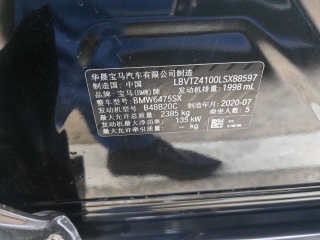 华晨宝马汽车有限公司制造
制造国：中国 LBVTZ4100LSX88597
品牌：宝马(BMW)牌 发动机排量：1998 mL
整车型号：BMW6475SX
发动机型号：B48B20C 制造年月：2020-07
最大允许总质量：2385 kg 乘坐人数：5
发动机最大净功率：135 kW
最大允许牵引质量：